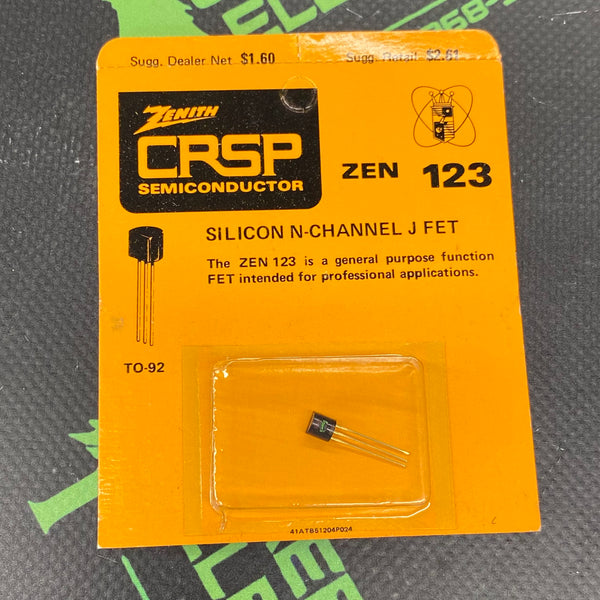 Sugg. Dealer Net $1.60
Sugg. Retail $2.61
ZENITH
CRSP
SEMICONDUCTOR
ZEN 123
SILICON N-CHANNEL J FET
The ZEN 123 is a general purpose function
FET intended for professional applications.
TO-92
41ATB51204P024